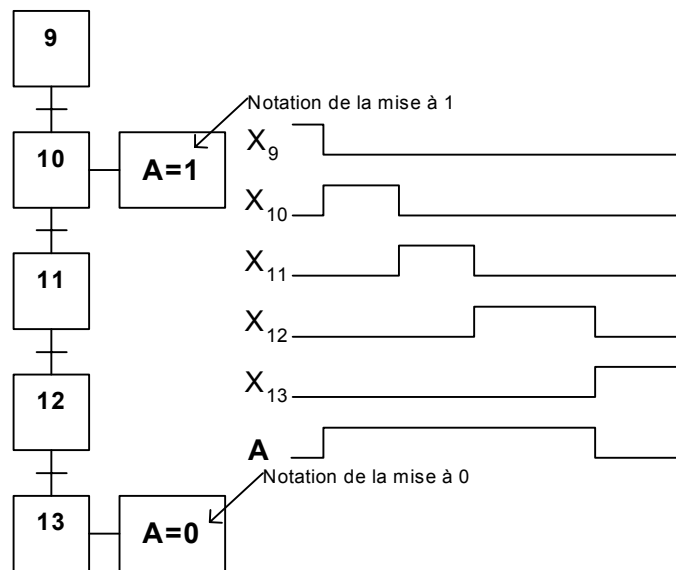 9
Notation de la mise à 1
10
A=1
X9
X10
11
X11
X12
12
X13
A
Notation de la mise à 0
13
A=0